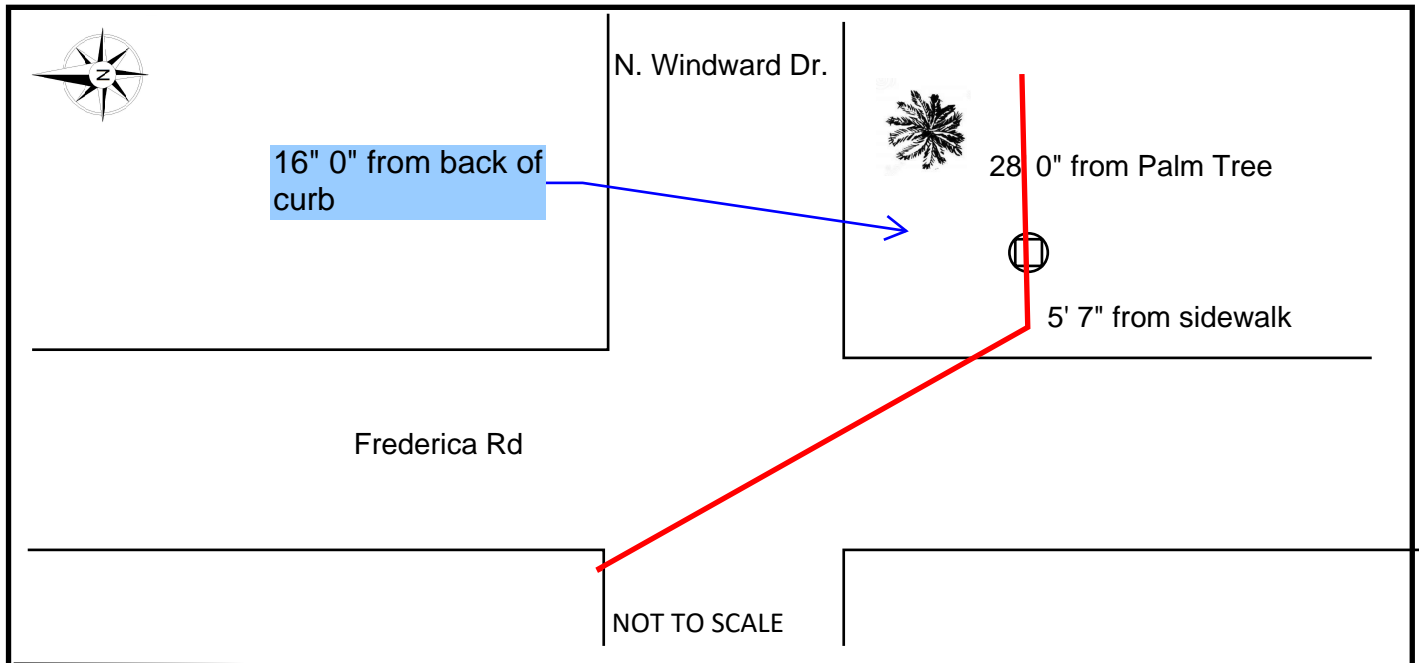 N
N. Windward Dr.
16" 0" from back of
curb
28' 0" from Palm Tree
5' 7" from sidewalk
Frederica Rd
NOT TO SCALE